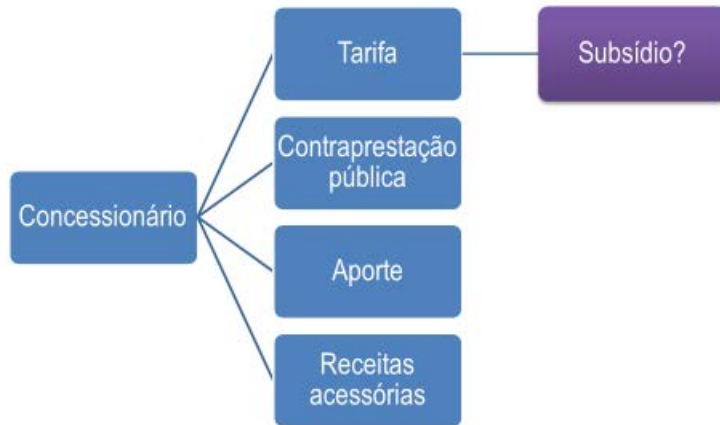 Tarifa
Subsídio?
Contraprestação
pública
Concessionário
Aporte
Receitas
acessórias